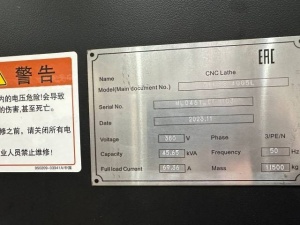 警告
内的电压危险!会导致
的伤害,甚至死亡。
修之前,请关闭所有电
业人员禁止维修!
EAC
Name CNC Lathe
Model(Main document No.)
Serial No.
Date 2023.11
Voltage Phase 3/PE/N
Capacity kVA Frequency 50 Hz
Full load Current A Mass kg